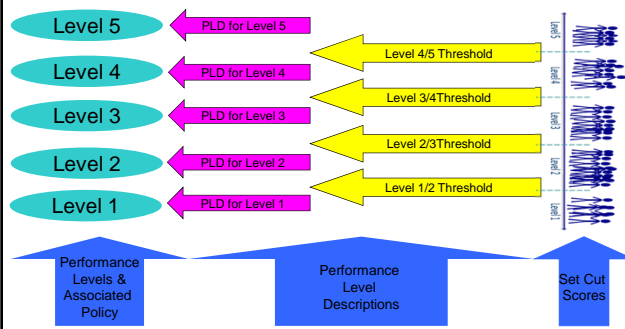 Level 5
PLD for Level 5
Level 5
Level 4/5 Threshold
Level 4
PLD for Level 4
Level 4
Level 3/4Threshold
Level 3
PLD for Level 3
Level 3
Level 2/3Threshold
Level 2
PLD for Level 2
Level 2
Level 1/2 Threshold
Level 1
PLD for Level 1
Level 1
Performance
Levels &
Associated
Policy
Performance
Level
Descriptions
Set Cut
Scores